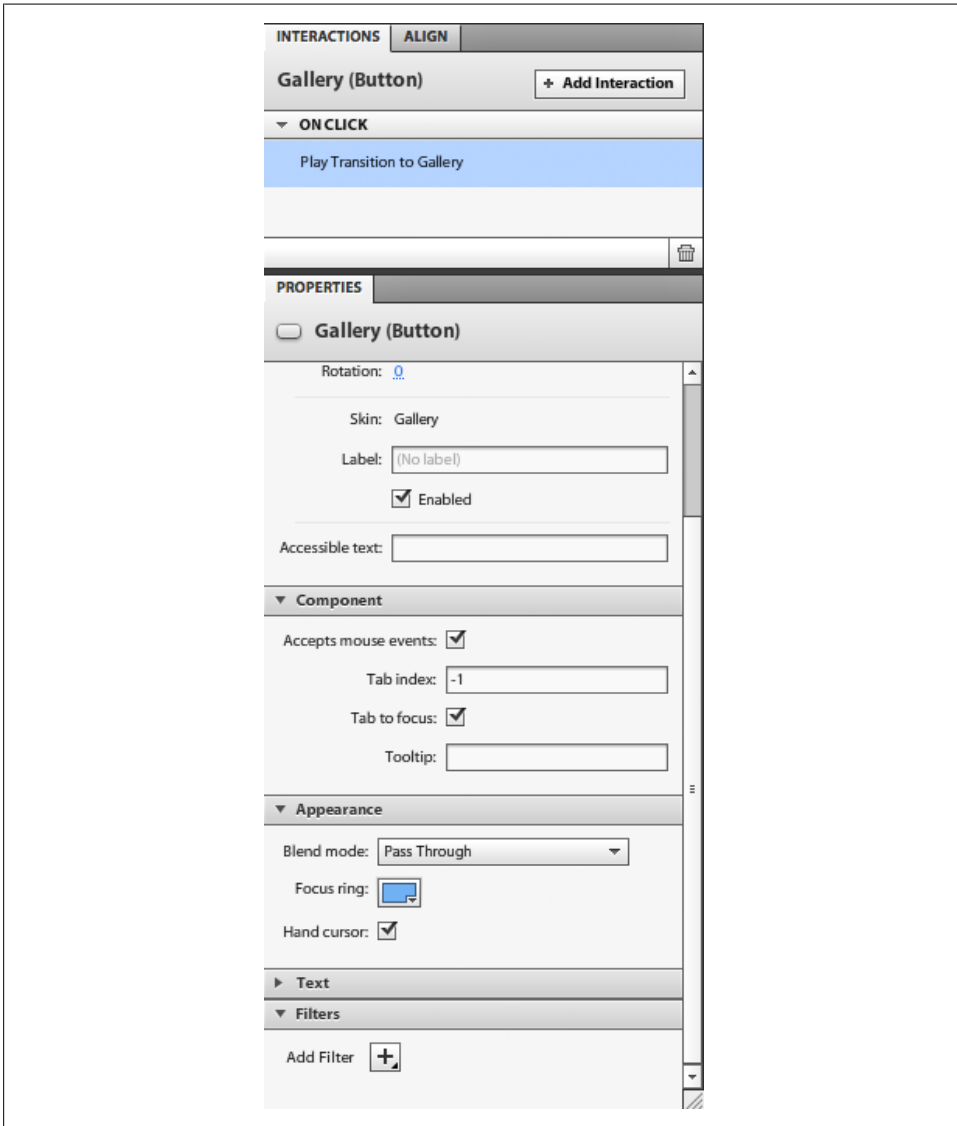 INTERACTIONS ALIGN
Gallery (Button) + Add Interaction
ON CLICK
Play Transition to Gallery
PROPERTIES
Gallery (Button)
Rotation: 0
Skin: Gallery
Label: (No label)
Enabled
Accessible text:
Component
Accepts mouse events:
Tab index: -1
Tab to focus:
Tooltip:
Appearance
Blend mode: Pass Through
Focus ring:
Hand cursor:
Text
Filters
Add Filter +